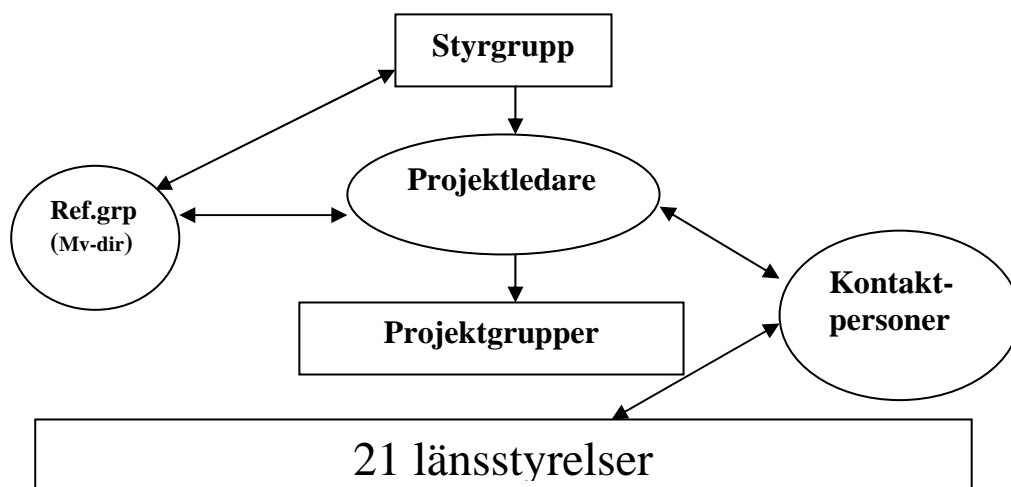 Styrgrupp
Projektledare
Ref.grp
(Mv-dir)
Kontakt-
personer
Projektgrupper
21 länsstyrelser